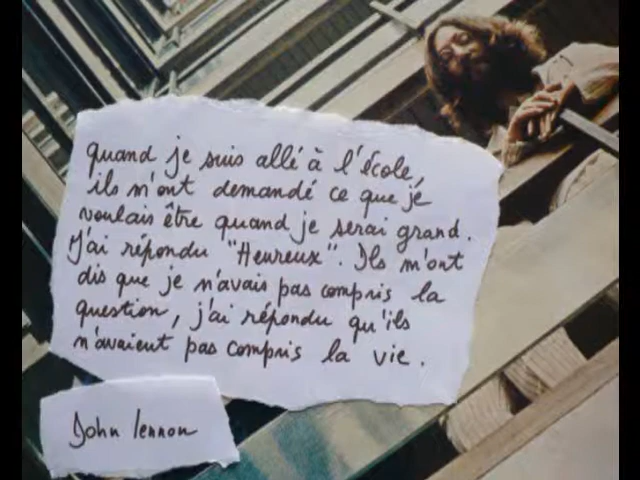 quand je suis allé à l'école,
ils m'ont demandé ce que je
voulais être quand je serai grand.
J'ai répondu "Heureux". Ils m'ont
dis que je n'avais pas compris la
question, j'ai répondu qu'ils
n'avaient pas compris la vie.
John lennon